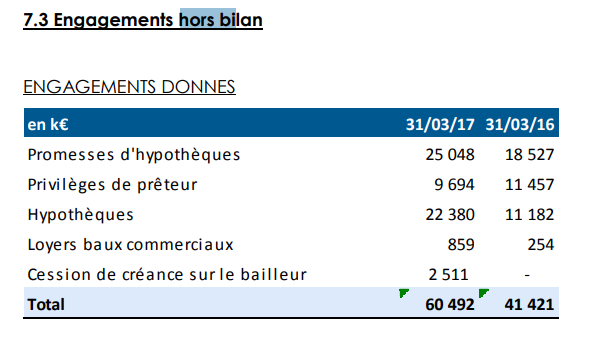 7.3 Engagements hors bilan
ENGAGEMENTS DONNES
en k€ 31/03/17 31/03/16
Promesses d'hypothèques 25 048 18 527
Privilèges de prêteur 9 694 11 457
Hypothèques 22 380 11 182
Loyers baux commerciaux 859 254
Cession de créance sur le bailleur 2 511 -
Total 60 492 41 421